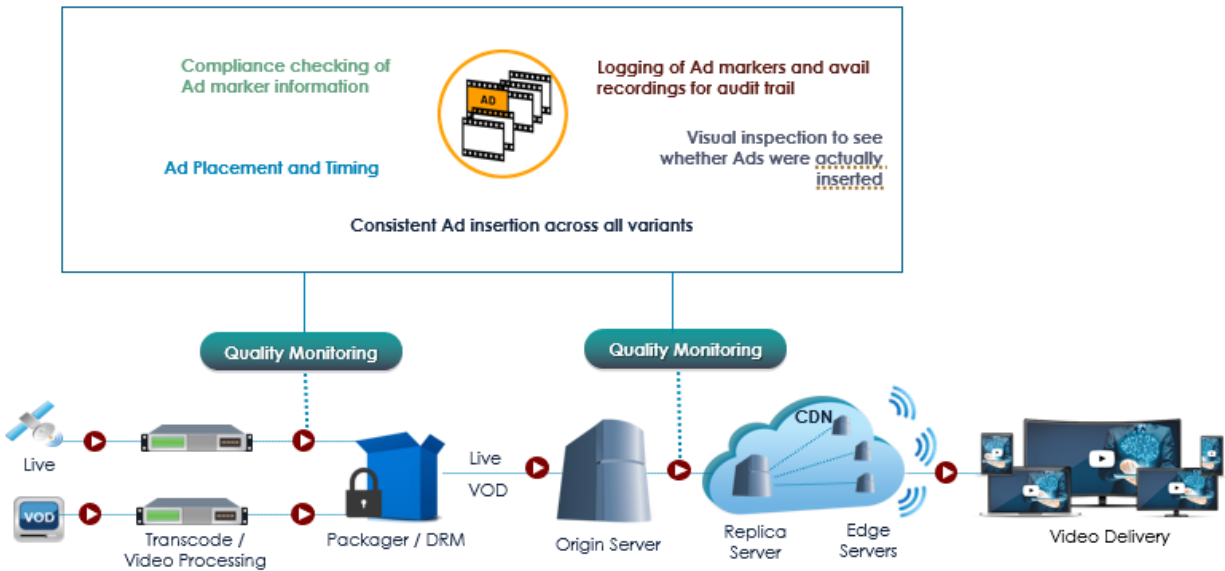 Compliance checking of
Ad marker information
AD
Logging of Ad markers and avail
recordings for audit trail
Ad Placement and Timing
Visual inspection to see
whether Ads were actually
inserted
Consistent Ad insertion across all variants
Quality Monitoring
Quality Monitoring
CDN
Live
Live
VOD
VOD
Transcode /
Video Processing
Packager / DRM
Origin Server
Replica
Server
Edge
Servers
Video Delivery